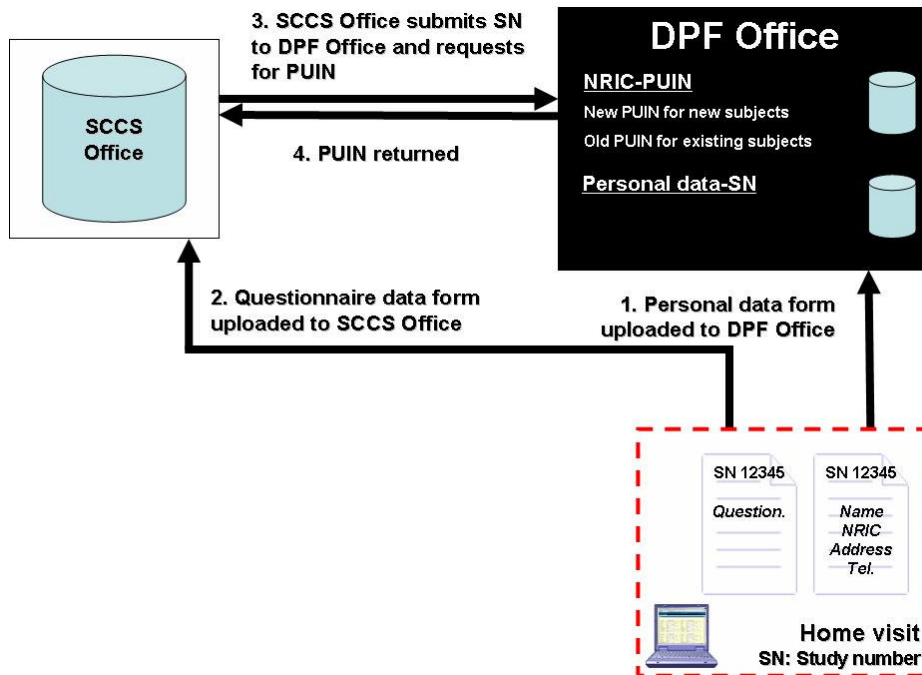 3. SCCS Office submits SN
to DPF Office and requests
for PUIN
SCCS
Office
4. PUIN returned
DPF Office
NRIC-PUIN
New PUIN for new subjects
Old PUIN for existing subjects
Personal data-SN
2. Questionnaire data form
uploaded to SCCS Office
1. Personal data form
uploaded to DPF Office
SN 12345
Question.
SN 12345
Name
NRIC
Address
Tel.
Home visit
SN: Study number